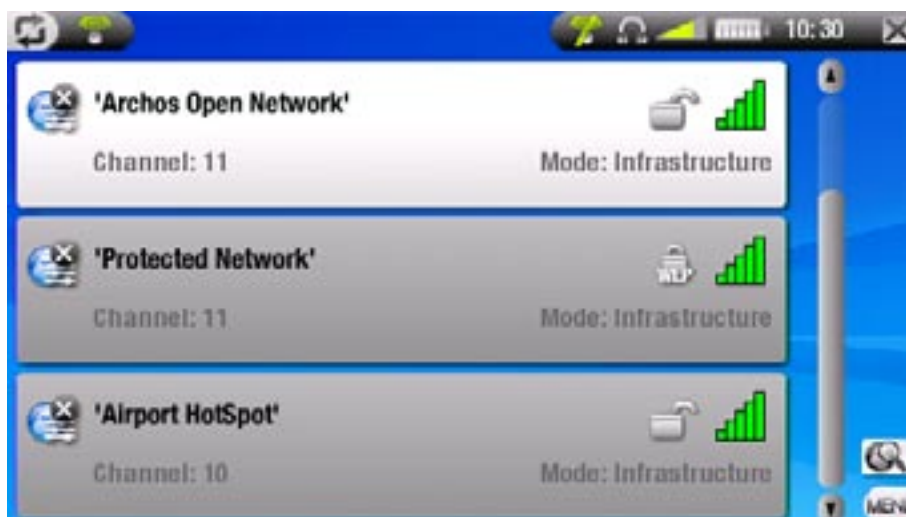 10:30
'Archos Open Network'
Channel: 11 Mode: Infrastructure
'Protected Network'
WEP
Channel: 11 Mode: Infrastructure
'Airport HotSpot'
Channel: 10 Mode: Infrastructure
MENU